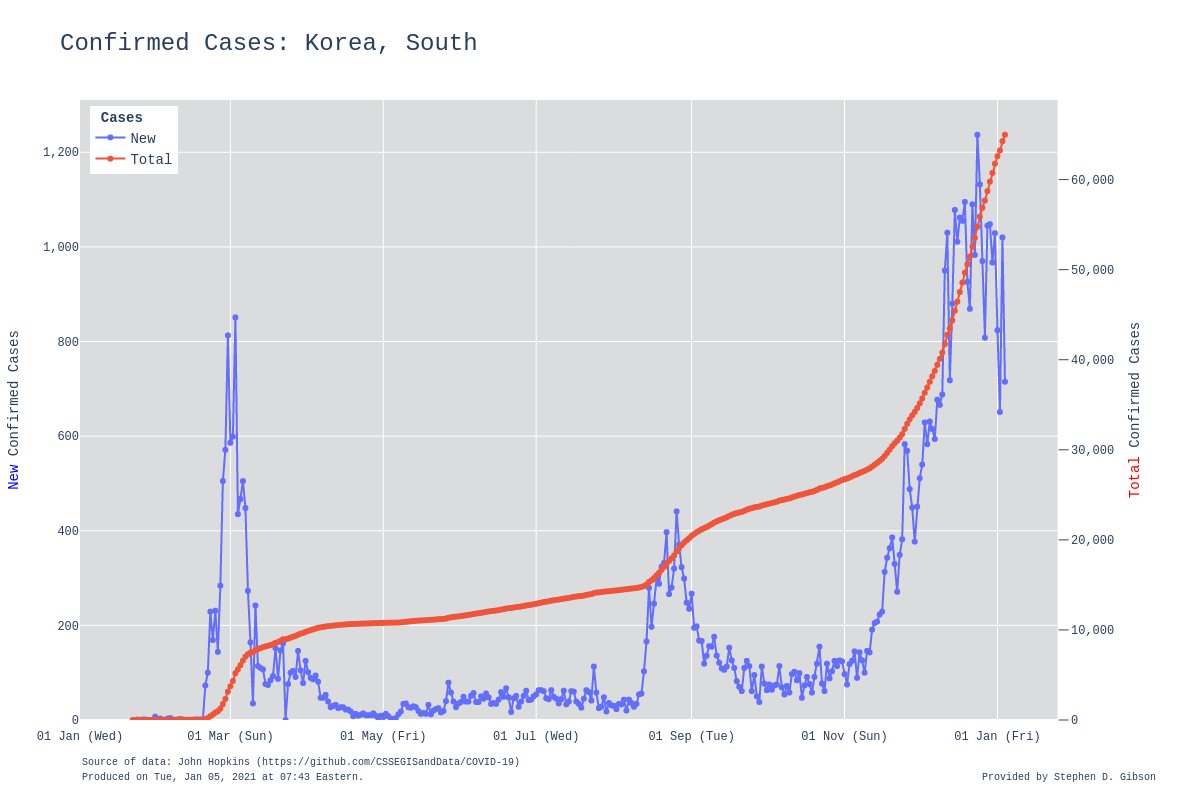 Confirmed Cases: Korea, South
Cases
New
Total
1,200
1,000
800
600
400
200
0
New Confirmed Cases
60,000
50,000
40,000
30,000
20,000
10,000
0
Total Confirmed Cases
01 Jan (Wed) 01 Mar (Sun) 01 May (Fri) 01 Jul (Wed) 01 Sep (Tue) 01 Nov (Sun) 01 Jan (Fri)
Source of data: John Hopkins (https://github.com/CSSEGISandData/COVID-19)
Produced on Tue, Jan 05, 2021 at 07:43 Eastern.
Provided by Stephen D. Gibson